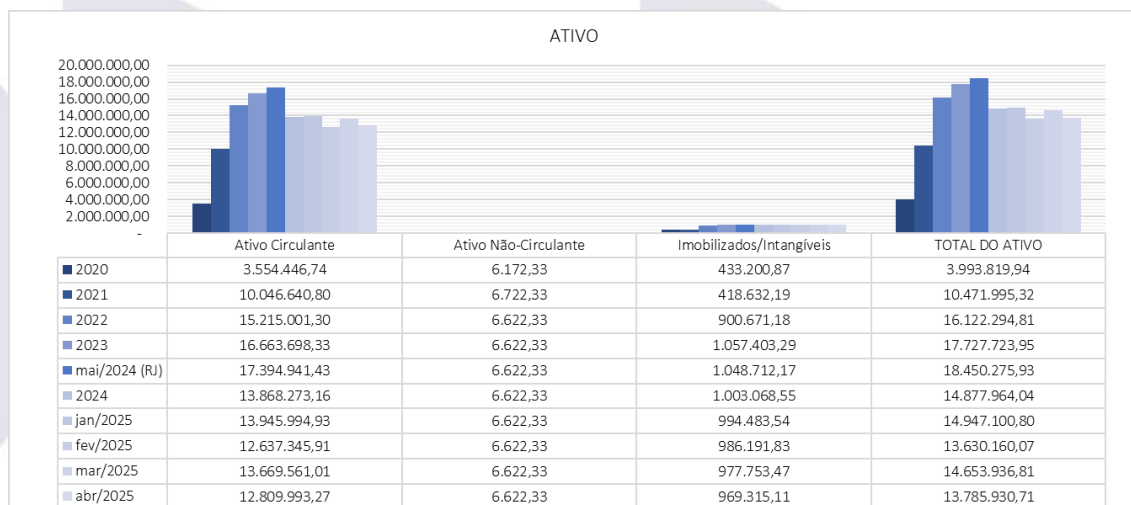 ATIVO
20.000.000,00
18.000.000,00
16.000.000,00
14.000.000,00
12.000.000,00
10.000.000,00
8.000.000,00
6.000.000,00
4.000.000,00
2.000.000,00
-
Ativo Circulante Ativo Não-Circulante Imobilizados/Intangíveis TOTAL DO ATIVO
2020 3.554.446,74 6.172,33 433.200,87 3.993.819,94
2021 10.046.640,80 6.722,33 418.632,19 10.471.995,32
2022 15.215.001,30 6.622,33 900.671,18 16.122.294,81
2023 16.663.698,33 6.622,33 1.057.403,29 17.727.723,95
mai/2024 (RJ) 17.394.941,43 6.622,33 1.048.712,17 18.450.275,93
2024 13.868.273,16 6.622,33 1.003.068,55 14.877.964,04
jan/2025 13.945.994,93 6.622,33 994.483,54 14.947.100,80
fev/2025 12.637.345,91 6.622,33 986.191,83 13.630.160,07
mar/2025 13.669.561,01 6.622,33 977.753,47 14.653.936,81
abr/2025 12.809.993,27 6.622,33 969.315,11 13.785.930,71